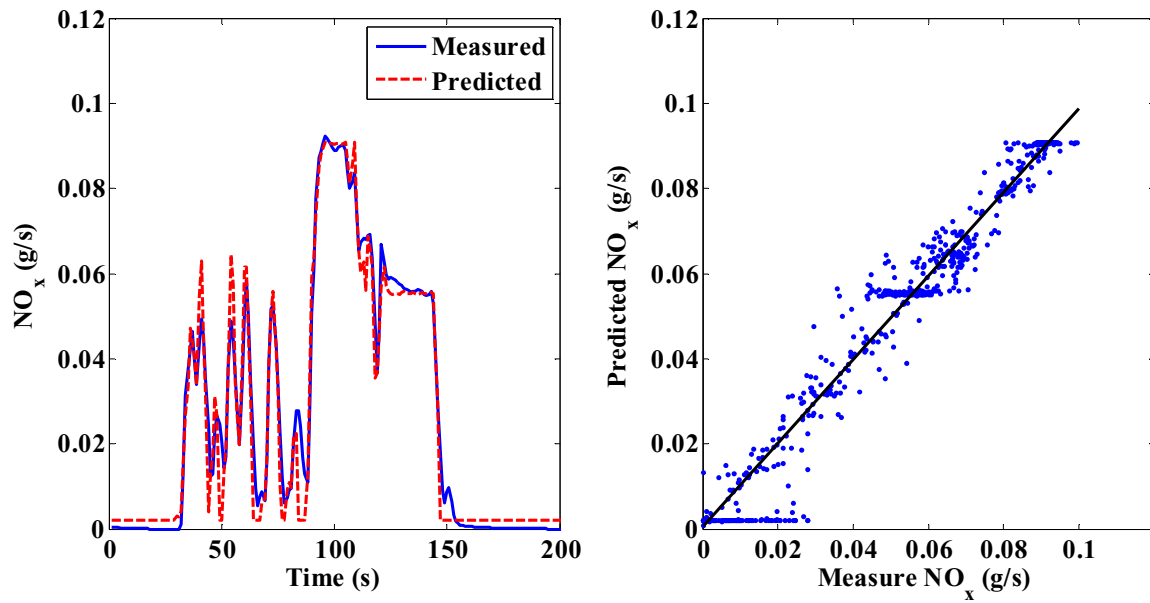 0.12
0.1
0.08
0.06
0.04
0.02
0
NOx (g/s)
Measured
Predicted
0 50 100 150 200
Time (s)
0.12
0.1
0.08
0.06
0.04
0.02
0
Predicted NOx (g/s)
0 0.02 0.04 0.06 0.08 0.1
Measure NOx (g/s)